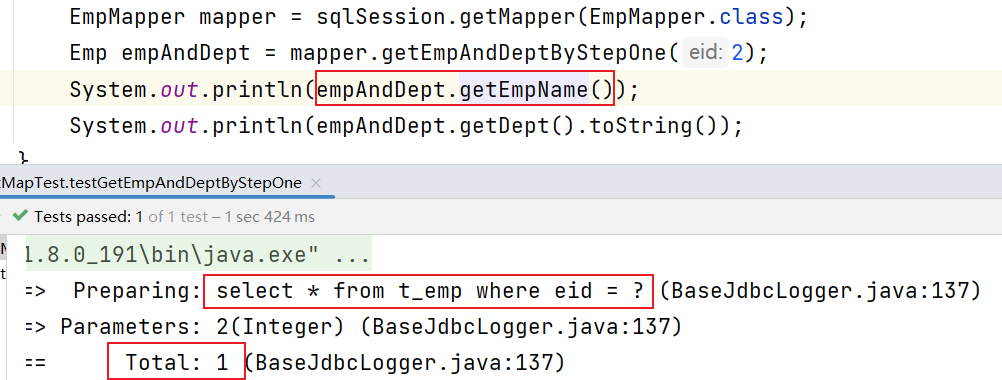 EmpMapper mapper = sqlSession.getMapper(EmpMapper.class);
Emp empAndDept = mapper.getEmpAndDeptByStepOne( eid: 2);
System.out.println(empAndDept.getEmpName());
System.out.println(empAndDept.getDept().toString());
}
MapTest.testGetEmpAndDeptByStepOne ×
Tests passed: 1 of 1 test – 1 sec 424 ms
1.8.0_191\bin\java.exe" ...
=> Preparing: select * from t_emp where eid = ? (BaseJdbcLogger.java:137)
=> Parameters: 2(Integer) (BaseJdbcLogger.java:137)
== Total: 1 (BaseJdbcLogger.java:137)